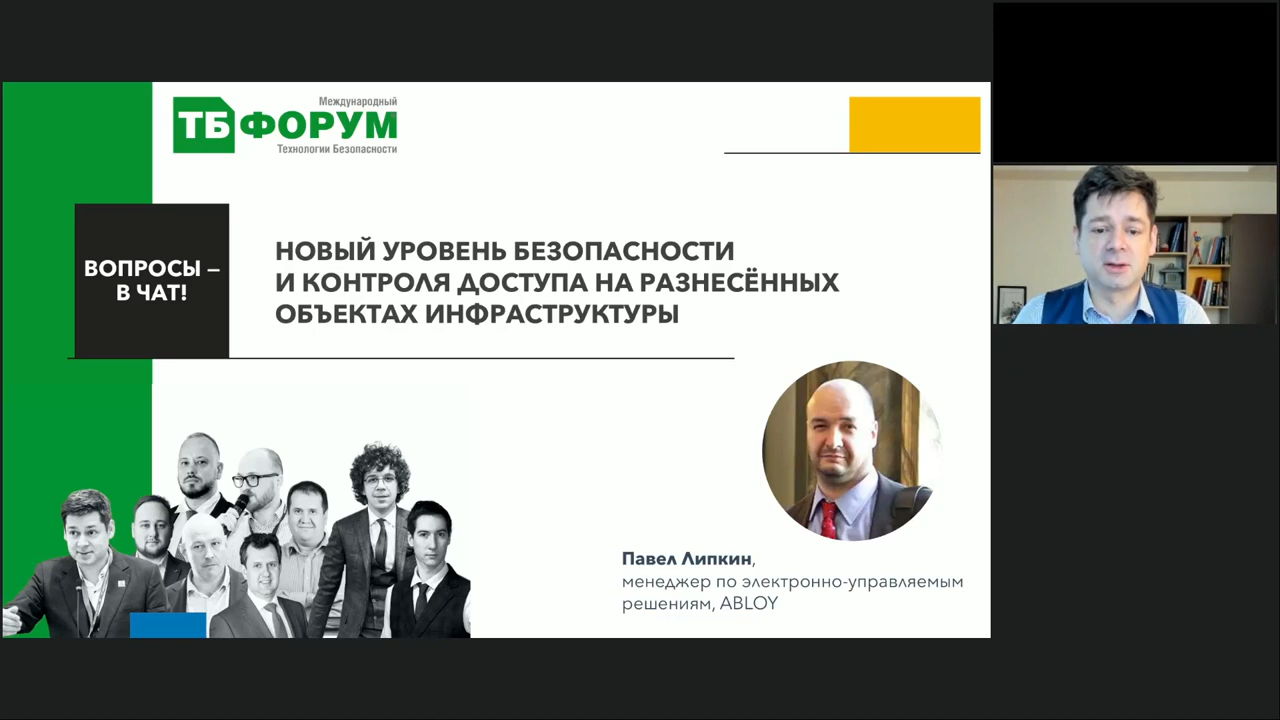 Международный
ТБ ФОРУМ
Технологии Безопасности
ВОПРОСЫ –
В ЧАТ!
НОВЫЙ УРОВЕНЬ БЕЗОПАСНОСТИ
И КОНТРОЛЯ ДОСТУПА НА РАЗНЕСЁННЫХ
ОБЪЕКТАХ ИНФРАСТРУКТУРЫ
Павел Липкин,
менеджер по электронно-управляемым
решениям, ABLOY